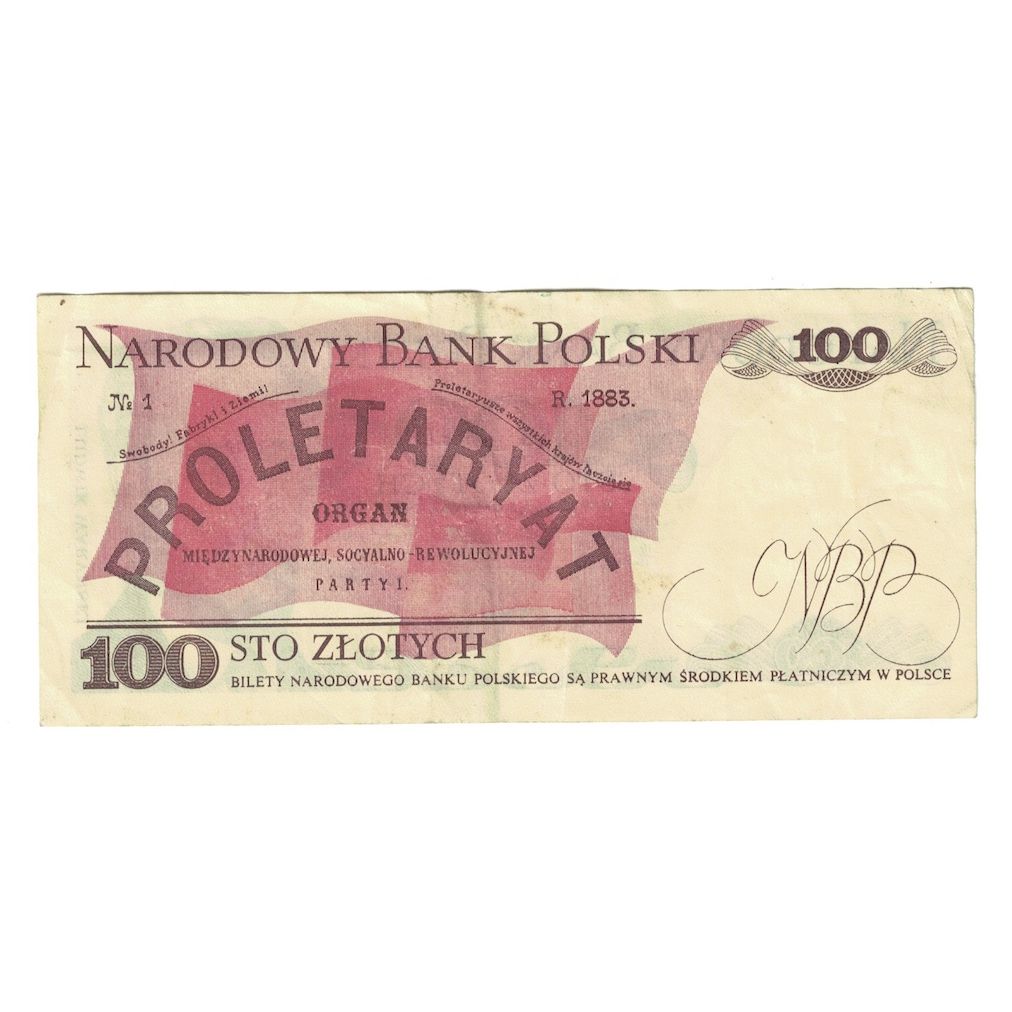 NARODOWY BANK POLSKI
100
№ 1
R. 1883.
Swobody! Fabryki i Ziemi!
Proletaryusze wszystkich krajów łączcie się
PROLETARYAT
ORGAN
MIĘDZYNARODOWEJ, SOCYALNO-REWOLUCYJNEJ
PARTYI.
NBP
100 STO ZŁOTYCH
BILETY NARODOWEGO BANKU POLSKIEGO SĄ PRAWNYM ŚRODKIEM PŁATNICZYM W POLSCE